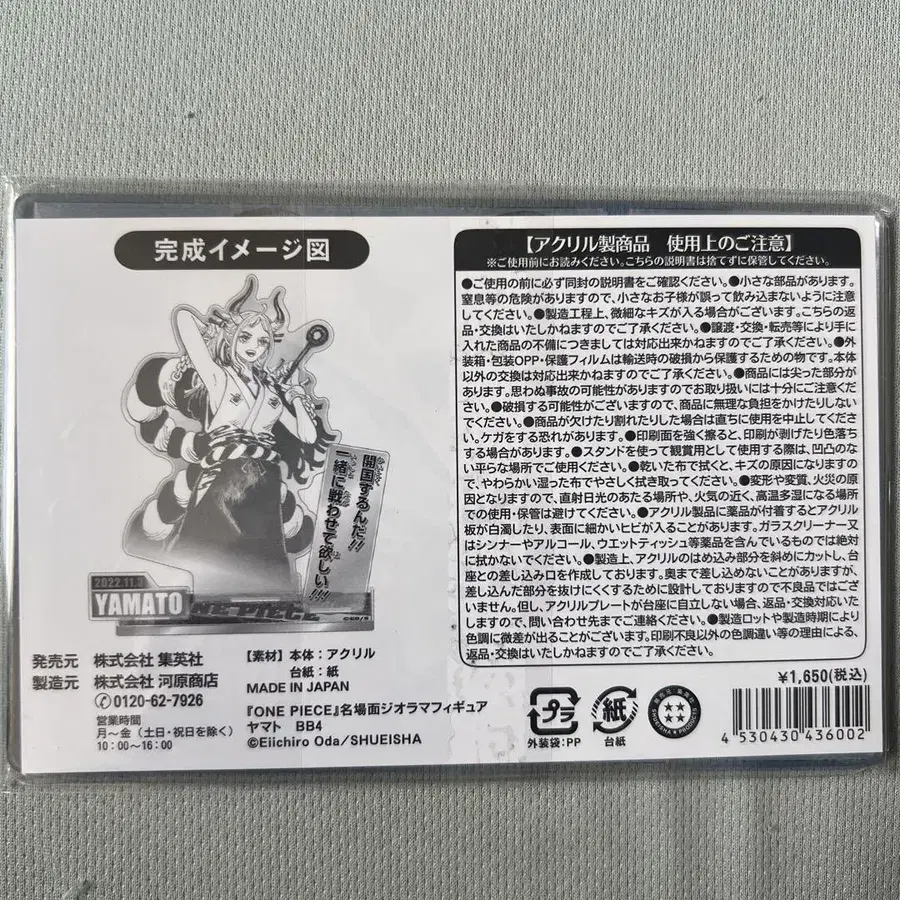 完成イメージ図
開国するんだ!!
一緒に戦わせて欲しい!!!
YAMATO
ONE PIECE
発売元 株式会社 集英社
製造元 株式会社 河原商店
0120-62-7926
営業時間
月～金(土日・祝日を除く)
10:00～16:00
【素材】本体:アクリル
台紙:紙
MADE IN JAPAN
『ONE PIECE』名場面ジオラマフィギュア
ヤマト BB4
©Eiichiro Oda/SHUEISHA
【アクリル製商品 使用上のご注意】
※ご使用前にお読みください。こちらの説明書は捨てずに保管してください。
●ご使用の前に必ず同封の説明書をご確認ください。●小さな部品があります。
窒息等の危険がありますので、小さなお子様が誤って飲み込まないように注意
してください。●製造工程上、微細なキズが入る場合がございます。こちらの返
品・交換はいたしかねますのでご了承ください。●譲渡・交換・転売等により手に
入れた商品の不備につきましては対応出来かねますのでご了承ください。●外
装箱・包装OPP・保護フィルムは輸送時の破損から保護するための物です。本体
以外の交換は対応出来かねますのでご了承ください。●商品には尖った部分が
あります。思わぬ事故の可能性がありますのでお取り扱いには十分にご注意くださ
い。●破損する可能性がございますので、商品に無理な負担をかけたりしない
でください。●商品が欠けたり割れたりした場合は直ちに使用を中止してくださ
い。ケガをする恐れがあります。●印刷面を強く擦ると、印刷が剥げたり色落ち
する場合があります。●スタンドを使って観賞用として使用する際は、凹凸のな
い平らな場所でご使用ください。●乾いた布で拭くと、キズの原因になりますの
で、やわらかい湿った布でやさしく拭き取ってください。●変形や変質、火災の原
因となりますので、直射日光のあたる場所や、火気の近く、高温多湿になる場所
での使用・保管は避けてください。●アクリル製品に薬品が付着するとアクリル
板が白濁したり、表面に細かいヒビが入ることがあります。ガラスクリーナー又
はシンナーやアルコール、ウエットティッシュ等薬品を含んでいるものでは絶対
に拭かないでください。●製造上、アクリルのはめ込み部分を斜めにカットし、台
座との差し込み口を作成しております。奥まで差し込めないことがありますが、
差し込んだ部分を抜けにくくするために設計しておりますので不良品ではござ
いません。但し、アクリルプレートが台座に自立しない場合、返品・交換対応いた
しますので、問い合わせ先までご連絡ください。●製造ロットや製造時期により
色調に微差が出ることがございます。印刷不良以外の色調違い等の理由による、
返品・交換はいたしかねますのでご了承ください。
¥1,650(税込)
プラ
外装袋:PP
紙
台紙
4 530430 436002